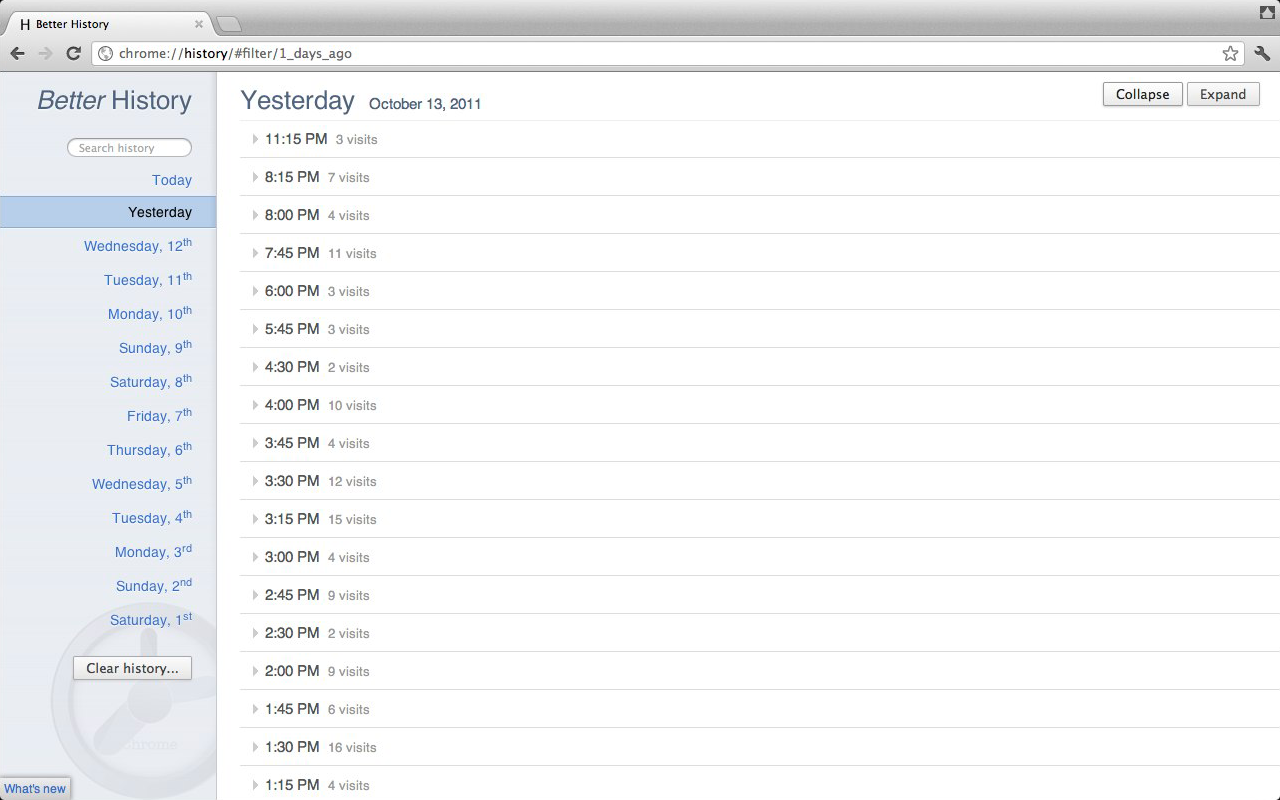 H Better History
chrome://history/#filter/1_days_ago
Better History
Search history
Today
Yesterday
Wednesday, 12th
Tuesday, 11th
Monday, 10th
Sunday, 9th
Saturday, 8th
Friday, 7th
Thursday, 6th
Wednesday, 5th
Tuesday, 4th
Monday, 3rd
Sunday, 2nd
Saturday, 1st
Clear history...
chrome
What's new
Yesterday October 13, 2011
Collapse Expand
11:15 PM 3 visits
8:15 PM 7 visits
8:00 PM 4 visits
7:45 PM 11 visits
6:00 PM 3 visits
5:45 PM 3 visits
4:30 PM 2 visits
4:00 PM 10 visits
3:45 PM 4 visits
3:30 PM 12 visits
3:15 PM 15 visits
3:00 PM 4 visits
2:45 PM 9 visits
2:30 PM 2 visits
2:00 PM 9 visits
1:45 PM 6 visits
1:30 PM 16 visits
1:15 PM 4 visits